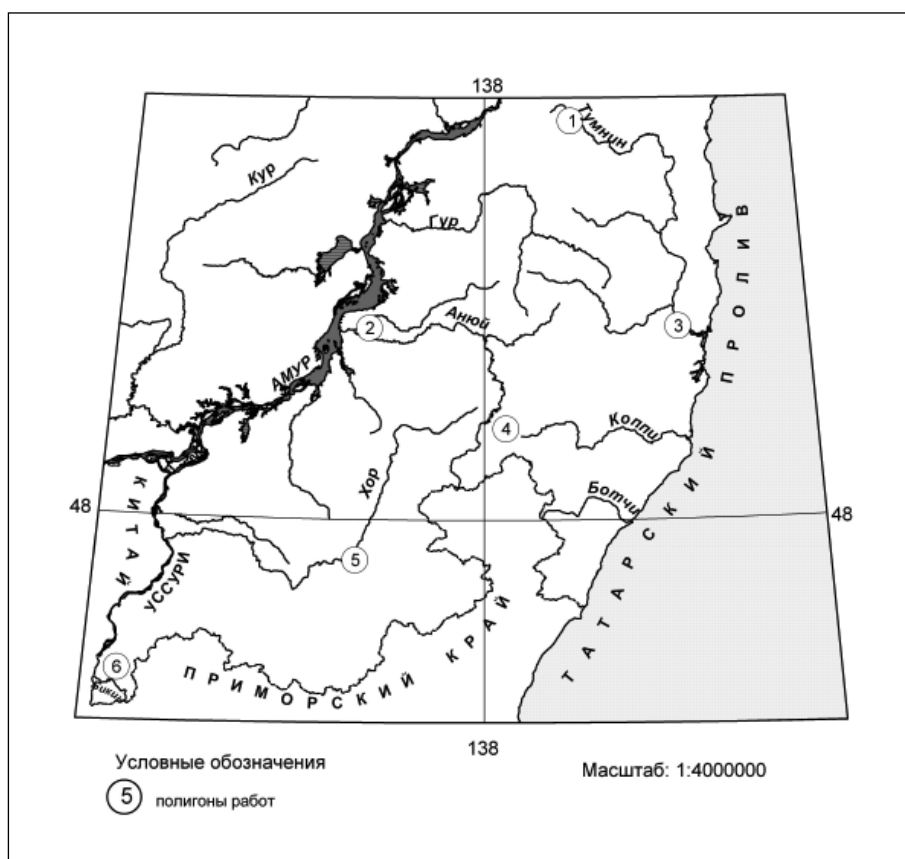 138
1
Тумнин
Кур
Гур
ТАТАРСКИЙ ПРОЛИВ
2
Анюй
3
АМУР
4
Коппи
Хор
Ботчи
КИТАЙ
48
48
5
УССУРИ
6
Бикин
ПРИМОРСКИЙ КРАЙ
138
Условные обозначения
Масштаб: 1:4000000
5 полигоны работ